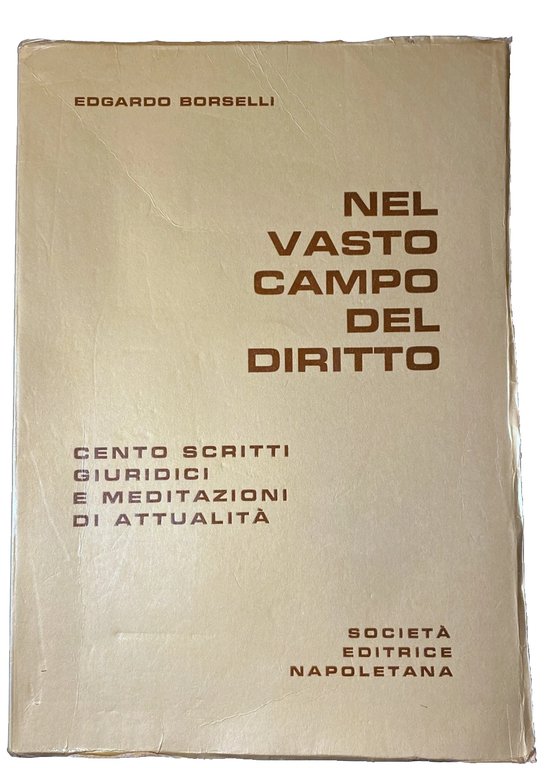 EDGARDO BORSELLI
NEL
VASTO
CAMPO
DEL
DIRITTO
CENTO SCRITTI
GIURIDICI
E MEDITAZIONI
DI ATTUALITÀ
SOCIETÀ
EDITRICE
NAPOLETANA